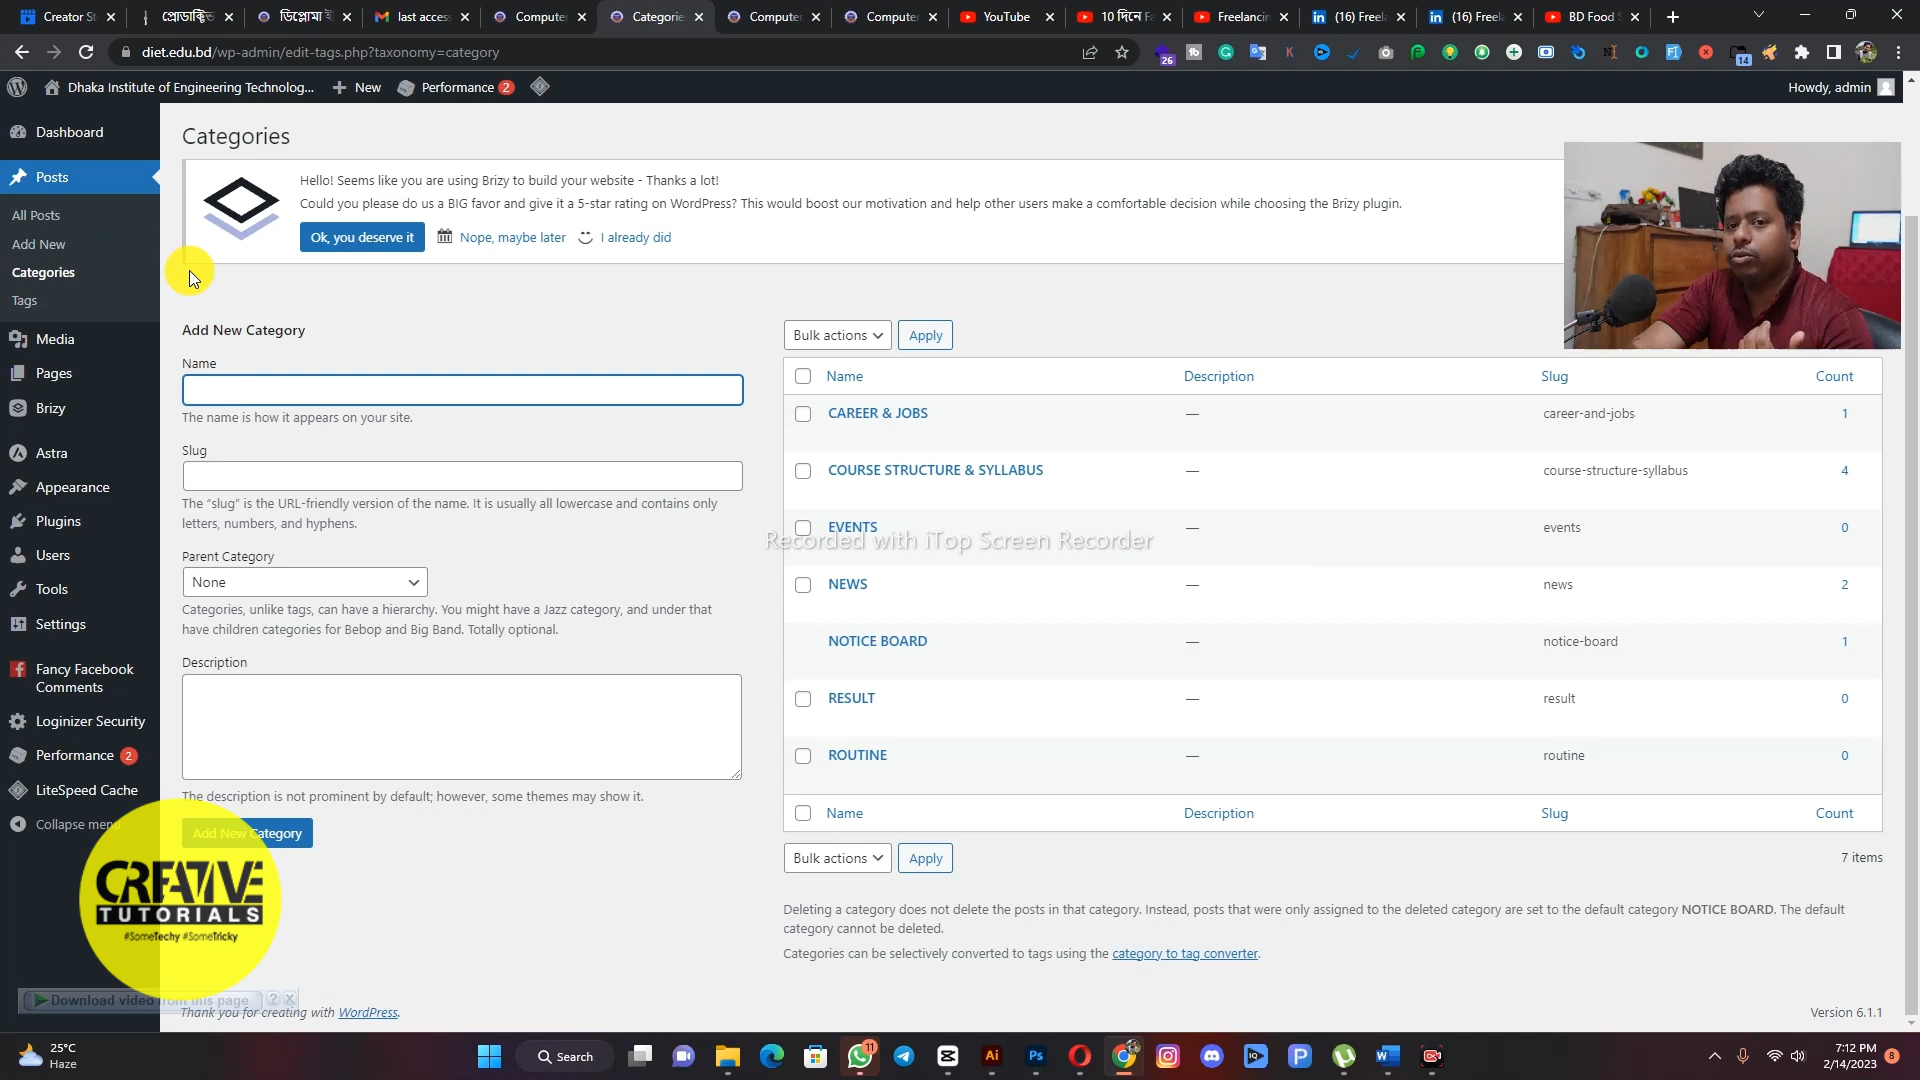 Creator St
প্রোডাক্টিভ
ডিপ্লোমা ই
last access
Compute
Categorie
Compute
Compute
YouTube
10 দিনে Fa
Freelancin
(16) Freela
(16) Freela
BD Food S
diet.edu.bd/wp-admin/edit-tags.php?taxonomy=category
26
14
Dhaka Institute of Engineering Technolog...
New
Performance 2
Howdy, admin
Dashboard
Posts
All Posts
Add New
Categories
Tags
Media
Pages
Brizy
Astra
Appearance
Plugins
Users
Tools
Settings
Fancy Facebook
Comments
Loginizer Security
Performance 2
LiteSpeed Cache
Collapse menu
Categories
Hello! Seems like you are using Brizy to build your website - Thanks a lot!
Could you please do us a BIG favor and give it a 5-star rating on WordPress? This would boost our motivation and help other users make a comfortable decision while choosing the Brizy plugin.
Ok, you deserve it Nope, maybe later I already did
Add New Category
Name
The name is how it appears on your site.
Slug
The “slug” is the URL-friendly version of the name. It is usually all lowercase and contains only
letters, numbers, and hyphens.
Parent Category
None
Categories, unlike tags, can have a hierarchy. You might have a Jazz category, and under that
have children categories for Bebop and Big Band. Totally optional.
Description
The description is not prominent by default; however, some themes may show it.
Add New Category
Bulk actions Apply
Name Description Slug Count
CAREER & JOBS — career-and-jobs 1
COURSE STRUCTURE & SYLLABUS — course-structure-syllabus 4
EVENTS — events 0
Recorded with iTop Screen Recorder
NEWS — news 2
NOTICE BOARD — notice-board 1
RESULT — result 0
ROUTINE — routine 0
Name Description Slug Count
Bulk actions Apply
7 items
Deleting a category does not delete the posts in that category. Instead, posts that were only assigned to the deleted category are set to the default category NOTICE BOARD. The default
category cannot be deleted.
Categories can be selectively converted to tags using the category to tag converter.
CREATIVE
TUTORIALS
#SomeTechy #SomeTricky
Download video from this page
Thank you for creating with WordPress.
Version 6.1.1
25°C
Haze
Search
11
7:12 PM
2/14/2023
8